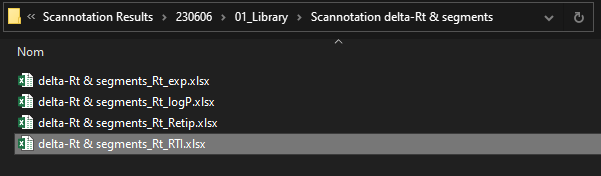 « Scannotation Results > 230606 > 01_Library > Scannotation delta-Rt & segments
Nom
delta-Rt & segments_Rt_exp.xlsx
delta-Rt & segments_Rt_logP.xlsx
delta-Rt & segments_Rt_Retip.xlsx
delta-Rt & segments_Rt_RTI.xlsx